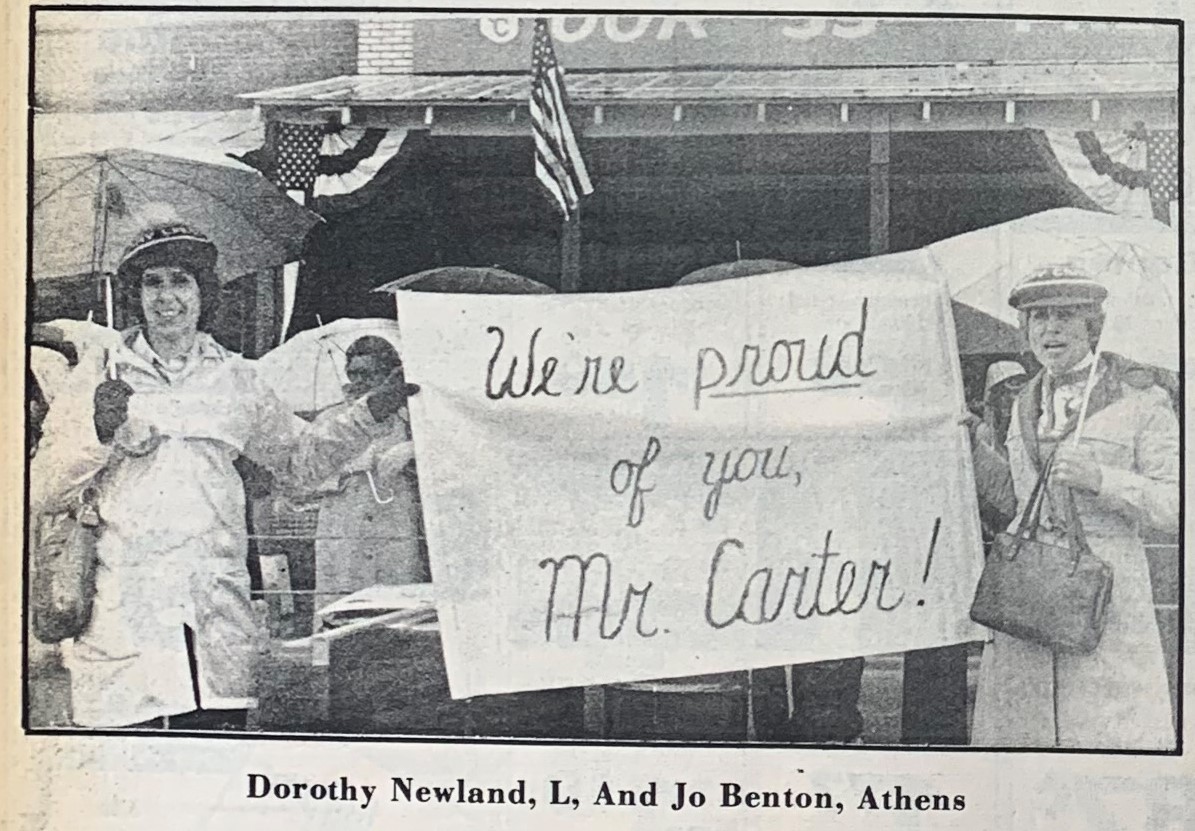 We're proud
of you,
Mr. Carter!
Dorothy Newland, L, And Jo Benton, Athens